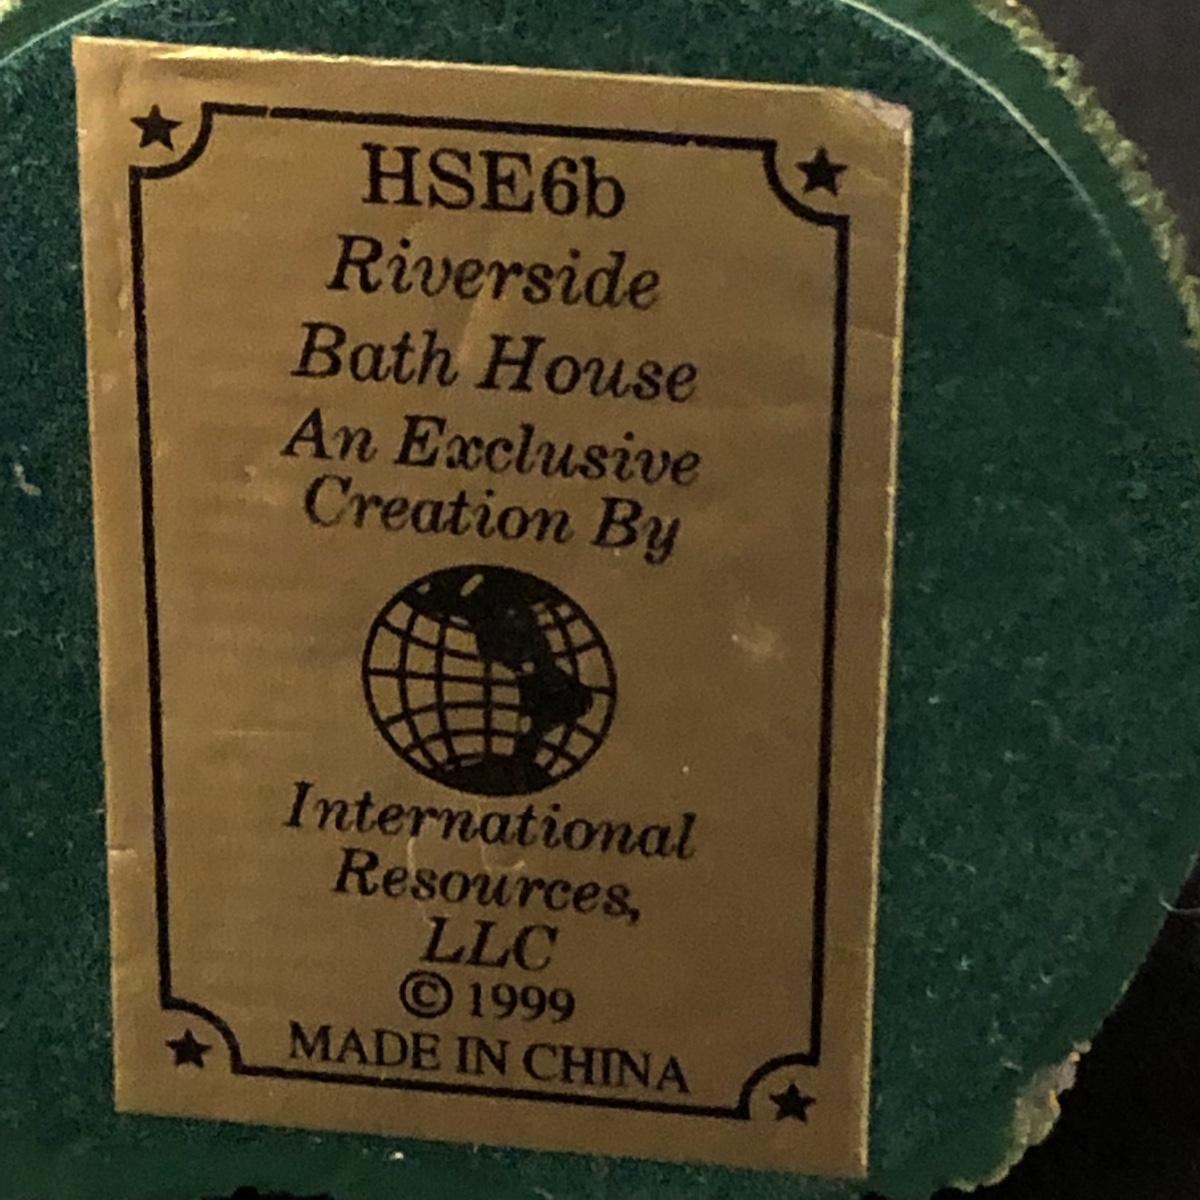 HSE6b
Riverside
Bath House
An Exclusive
Creation By
International
Resources,
LLC
© 1999
MADE IN CHINA